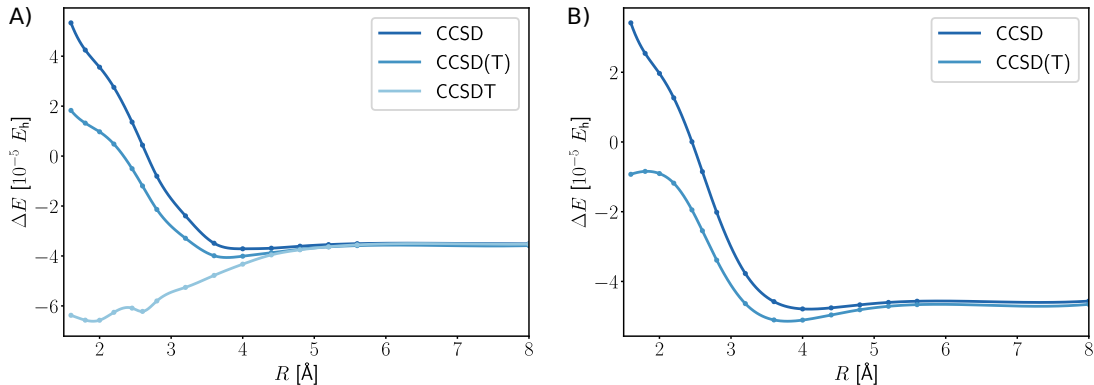 A)
CCSD
CCSD(T)
CCSDT
4
2
0
−2
−4
−6
ΔE [10⁻⁵ Eₕ]
2 3 4 5 6 7 8
R [Å]
B)
CCSD
CCSD(T)
2
0
−2
−4
ΔE [10⁻⁵ Eₕ]
2 3 4 5 6 7 8
R [Å]